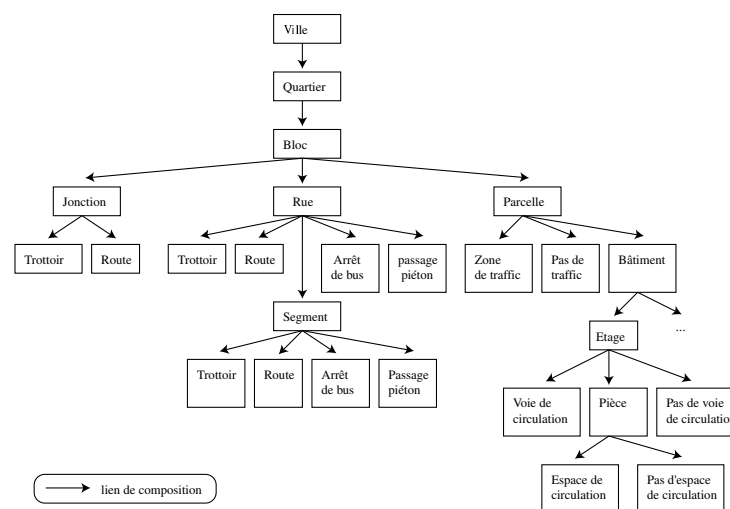 Ville
Quartier
Bloc
Jonction
Rue
Parcelle
Trottoir
Route
Trottoir
Route
Arrêt
de bus
passage
piéton
Zone
de traffic
Pas de
traffic
Bâtiment
Segment
...
Etage
Trottoir
Route
Arrêt
de bus
Passage
piéton
Voie de
circulation
Pièce
Pas de voie
de circulation
Espace de
circulation
Pas d'espace
de circulation
lien de composition